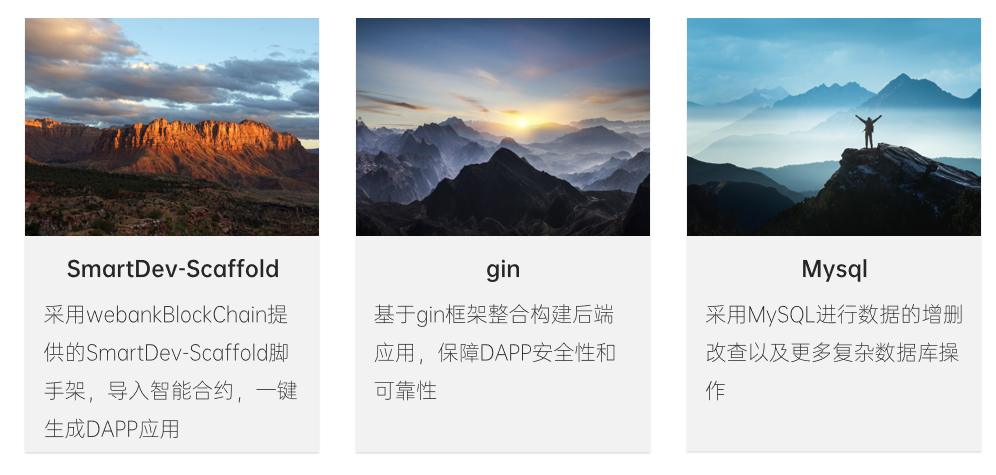 SmartDev-Scaffold
采用webankBlockChain提
供的SmartDev-Scaffold脚
手架，导入智能合约，一键
生成DAPP应用
gin
基于gin框架整合构建后端
应用，保障DAPP安全性和
可靠性
Mysql
采用MySQL进行数据的增删
改查以及更多复杂数据库操
作